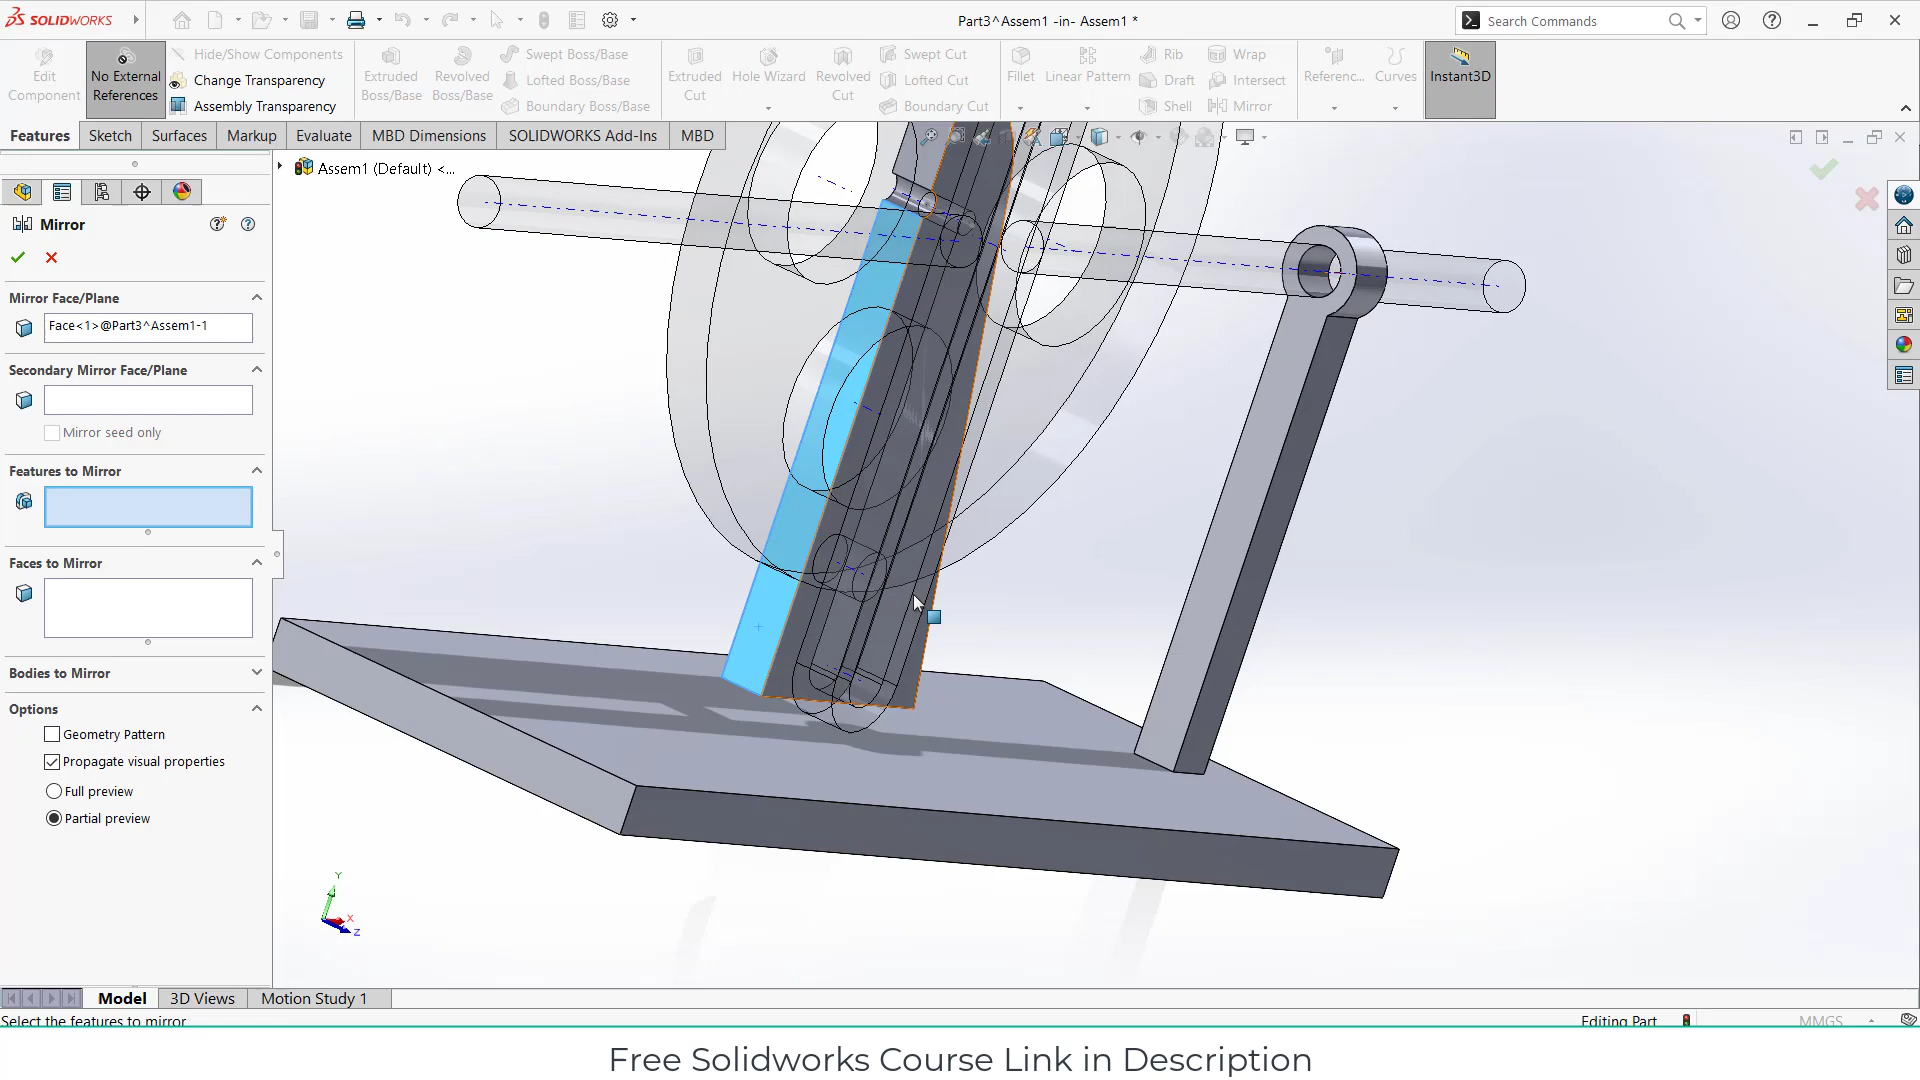 SOLIDWORKS
Part3^Assem1 -in- Assem1 *
Search Commands
Edit
Component
No External
References
Hide/Show Components
Change Transparency
Assembly Transparency
Extruded
Boss/Base
Revolved
Boss/Base
Swept Boss/Base
Lofted Boss/Base
Boundary Boss/Base
Extruded
Cut
Hole Wizard
Revolved
Cut
Swept Cut
Lofted Cut
Boundary Cut
Fillet
Linear Pattern
Rib
Draft
Shell
Wrap
Intersect
Mirror
Referenc...
Curves
Instant3D
Features
Sketch
Surfaces
Markup
Evaluate
MBD Dimensions
SOLIDWORKS Add-Ins
MBD
Assem1 (Default) <...
Mirror
Mirror Face/Plane
Face<1>@Part3^Assem1-1
Secondary Mirror Face/Plane
Mirror seed only
Features to Mirror
Faces to Mirror
Bodies to Mirror
Options
Geometry Pattern
Propagate visual properties
Full preview
Partial preview
Y
X
Z
Model
3D Views
Motion Study 1
Select the features to mirror
Editing Part
MMGS
Free Solidworks Course Link in Description